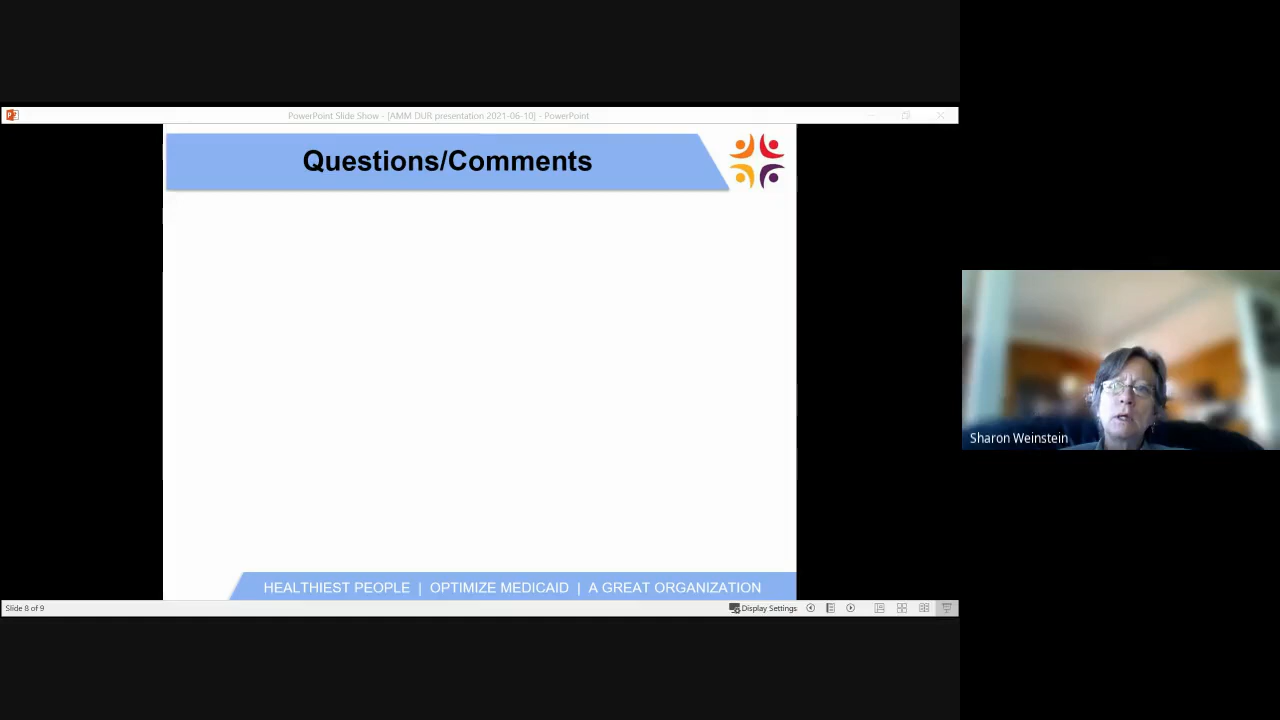 PowerPoint Slide Show - [AMM DUR presentation 2021-06-10] - PowerPoint
Questions/Comments
Sharon Weinstein
HEALTHIEST PEOPLE | OPTIMIZE MEDICAID | A GREAT ORGANIZATION
Slide 8 of 9
Display Settings